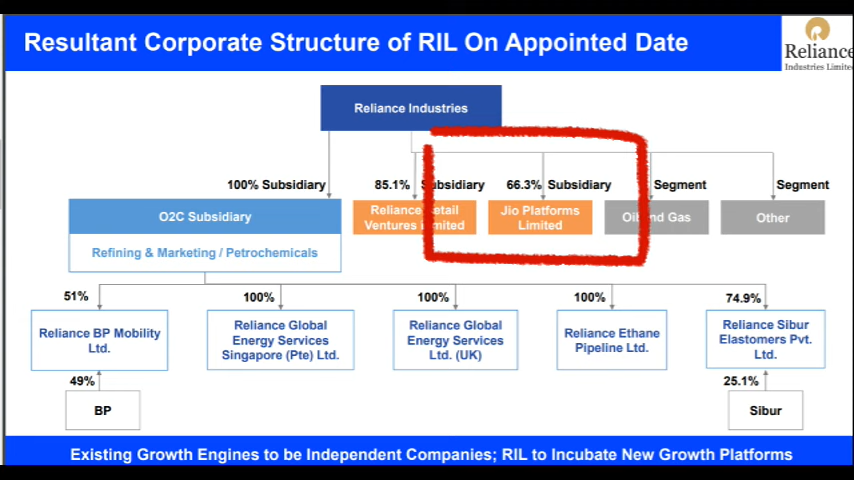 Resultant Corporate Structure of RIL On Appointed Date
Reliance
Industries Limited
Reliance Industries
100% Subsidiary
85.1% Subsidiary
66.3% Subsidiary
Segment
Segment
O2C Subsidiary
Refining & Marketing / Petrochemicals
Reliance Retail
Ventures Limited
Jio Platforms
Limited
Oil and Gas
Other
51%
100%
100%
100%
74.9%
Reliance BP Mobility
Ltd.
Reliance Global
Energy Services
Singapore (Pte) Ltd.
Reliance Global
Energy Services
Ltd. (UK)
Reliance Ethane
Pipeline Ltd.
Reliance Sibur
Elastomers Pvt.
Ltd.
49%
25.1%
BP
Sibur
Existing Growth Engines to be Independent Companies; RIL to Incubate New Growth Platforms